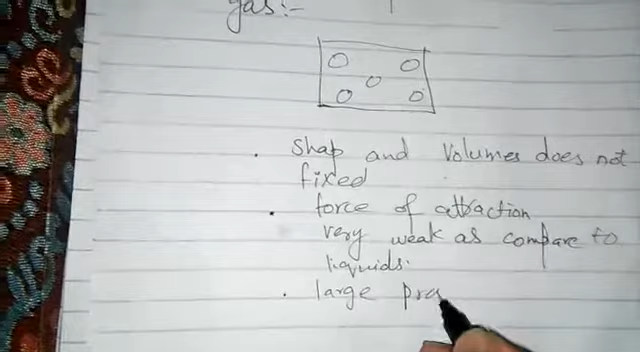 gas:-
shap and volumes does not
fixed
force of attraction
very weak as compare to
liquids.
large